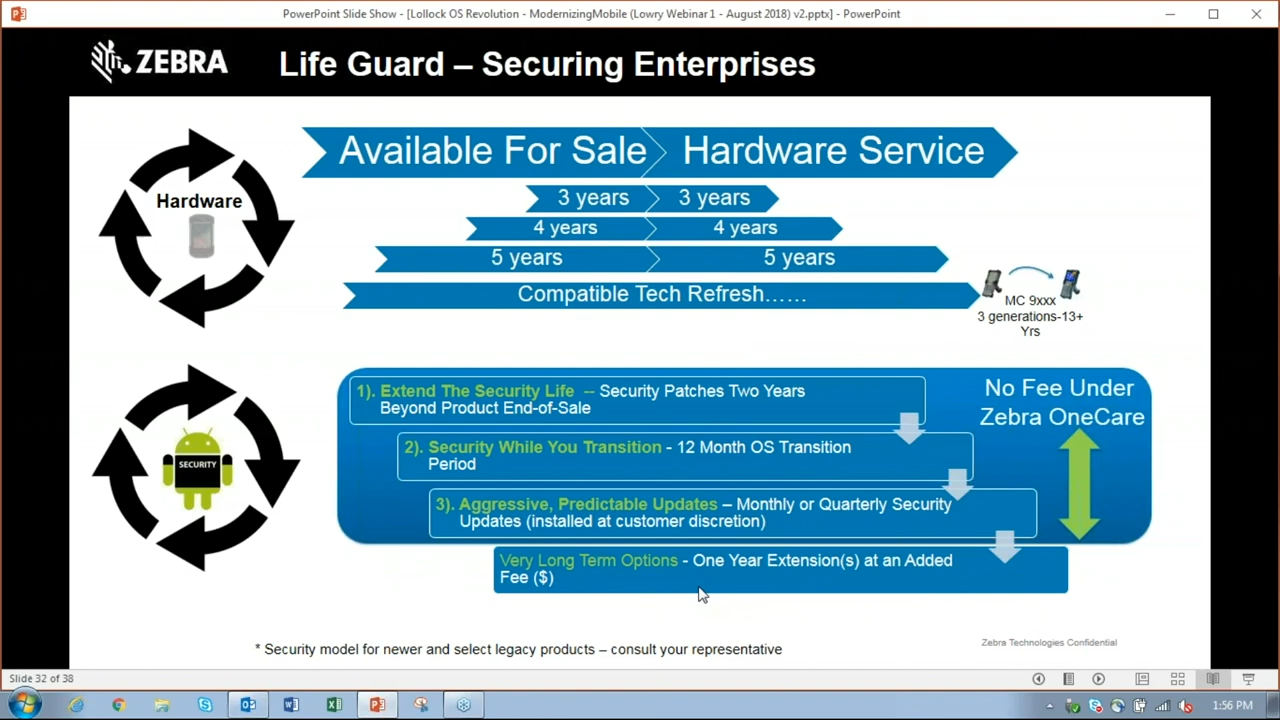 PowerPoint Slide Show - [Lollock OS Revolution - ModernizingMobile (Lowry Webinar 1 - August 2018) v2.pptx] - PowerPoint
ZEBRA
Life Guard – Securing Enterprises
Available For Sale
Hardware Service
Hardware
3 years
3 years
4 years
4 years
5 years
5 years
Compatible Tech Refresh......
MC 9xxx
3 generations-13+
Yrs
1). Extend The Security Life -- Security Patches Two Years
Beyond Product End-of-Sale
No Fee Under
Zebra OneCare
2). Security While You Transition - 12 Month OS Transition
Period
SECURITY
3). Aggressive, Predictable Updates – Monthly or Quarterly Security
Updates (installed at customer discretion)
Very Long Term Options - One Year Extension(s) at an Added
Fee ($)
* Security model for newer and select legacy products – consult your representative
Zebra Technologies Confidential
Slide 32 of 38
1:56 PM